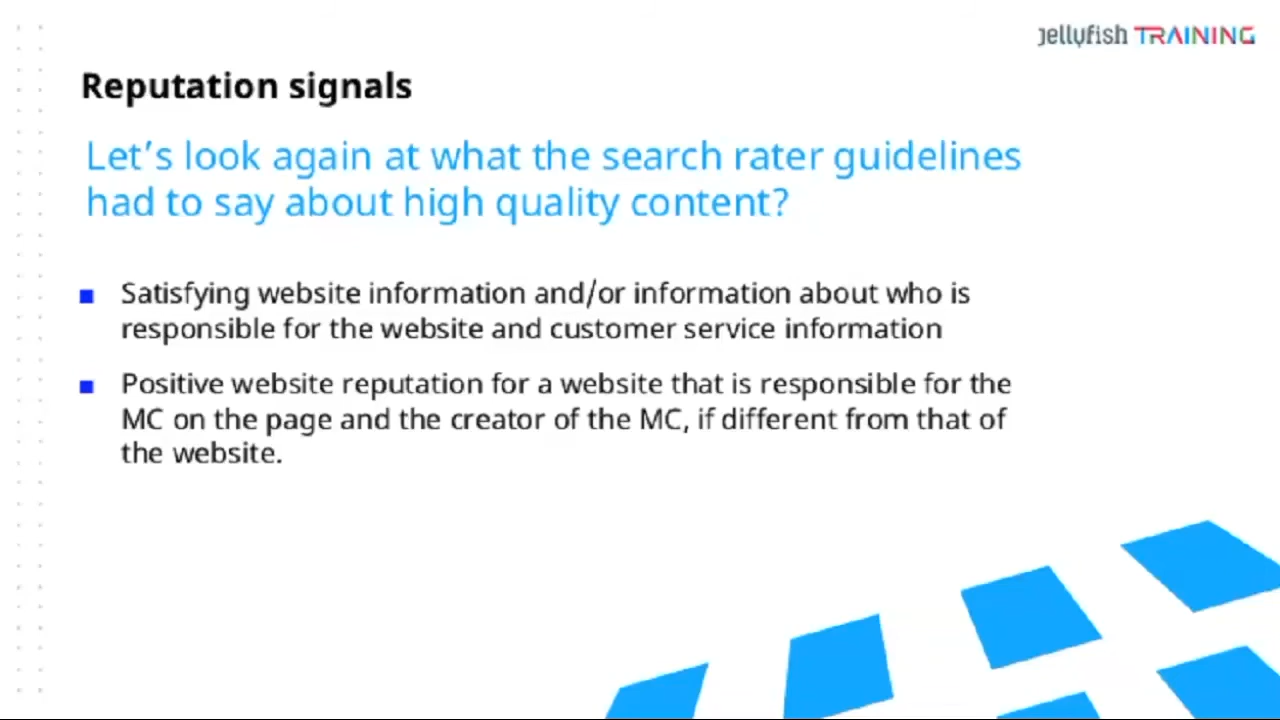 jellyfish TRAINING
Reputation signals
Let's look again at what the search rater guidelines
had to say about high quality content?
Satisfying website information and/or information about who is
responsible for the website and customer service information
Positive website reputation for a website that is responsible for the
MC on the page and the creator of the MC, if different from that of
the website.